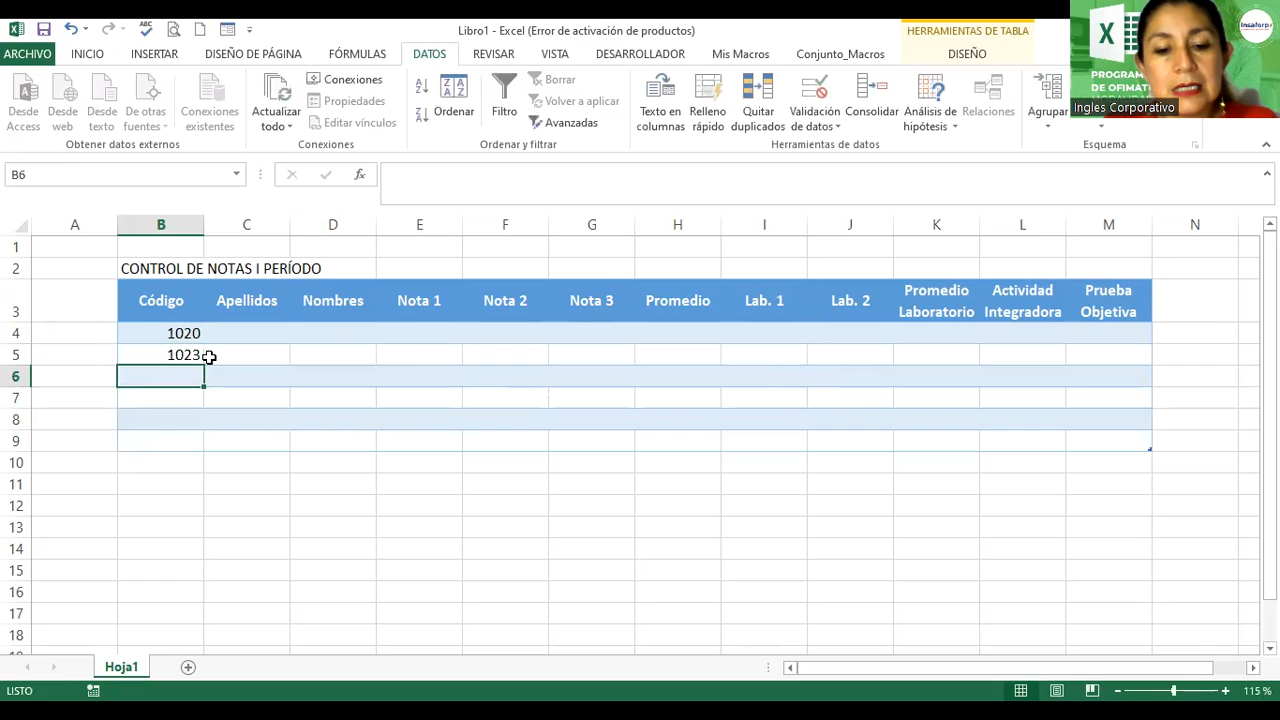 Libro1 - Excel (Error de activación de productos)
HERRAMIENTAS DE TABLA
ARCHIVO INICIO INSERTAR DISEÑO DE PÁGINA FÓRMULAS DATOS REVISAR VISTA DESARROLLADOR Mis Macros Conjunto_Macros DISEÑO
Desde Access
Desde web
Desde texto
De otras fuentes
Conexiones existentes
Obtener datos externos
Actualizar todo
Conexiones
Propiedades
Editar vínculos
Conexiones
Ordenar
Filtro
Borrar
Volver a aplicar
Avanzadas
Ordenar y filtrar
Texto en columnas
Relleno rápido
Quitar duplicados
Validación de datos
Consolidar
Análisis de hipótesis
Relaciones
Herramientas de datos
Agrupar
Esquema
Insaforp
PROGRAM
DE OFIMAT
Ingles Corporativo
B6
fx
A B C D E F G H I J K L M N
1
2 CONTROL DE NOTAS I PERÍODO
3 Código Apellidos Nombres Nota 1 Nota 2 Nota 3 Promedio Lab. 1 Lab. 2 Promedio Laboratorio Actividad Integradora Prueba Objetiva
4 1020
5 1023
6
7
8
9
10
11
12
13
14
15
16
17
18
Hoja1
LISTO
115 %